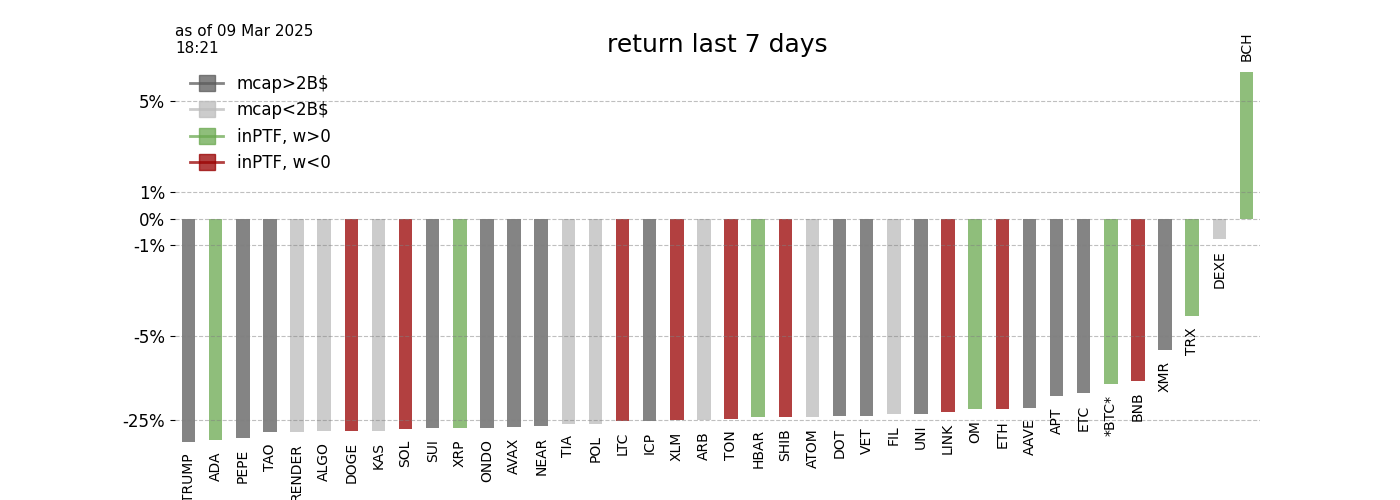 as of 09 Mar 2025
18:21
return last 7 days
mcap>2B$
mcap<2B$
inPTF, w>0
inPTF, w<0
5%
1%
0%
-1%
-5%
-25%
TRUMP
ADA
PEPE
TAO
RENDER
ALGO
DOGE
KAS
SOL
SUI
XRP
ONDO
AVAX
NEAR
TIA
POL
LTC
ICP
XLM
ARB
TON
HBAR
SHIB
ATOM
DOT
VET
FIL
UNI
LINK
OM
ETH
AAVE
APT
ETC
*BTC*
BNB
XMR
TRX
DEXE
BCH